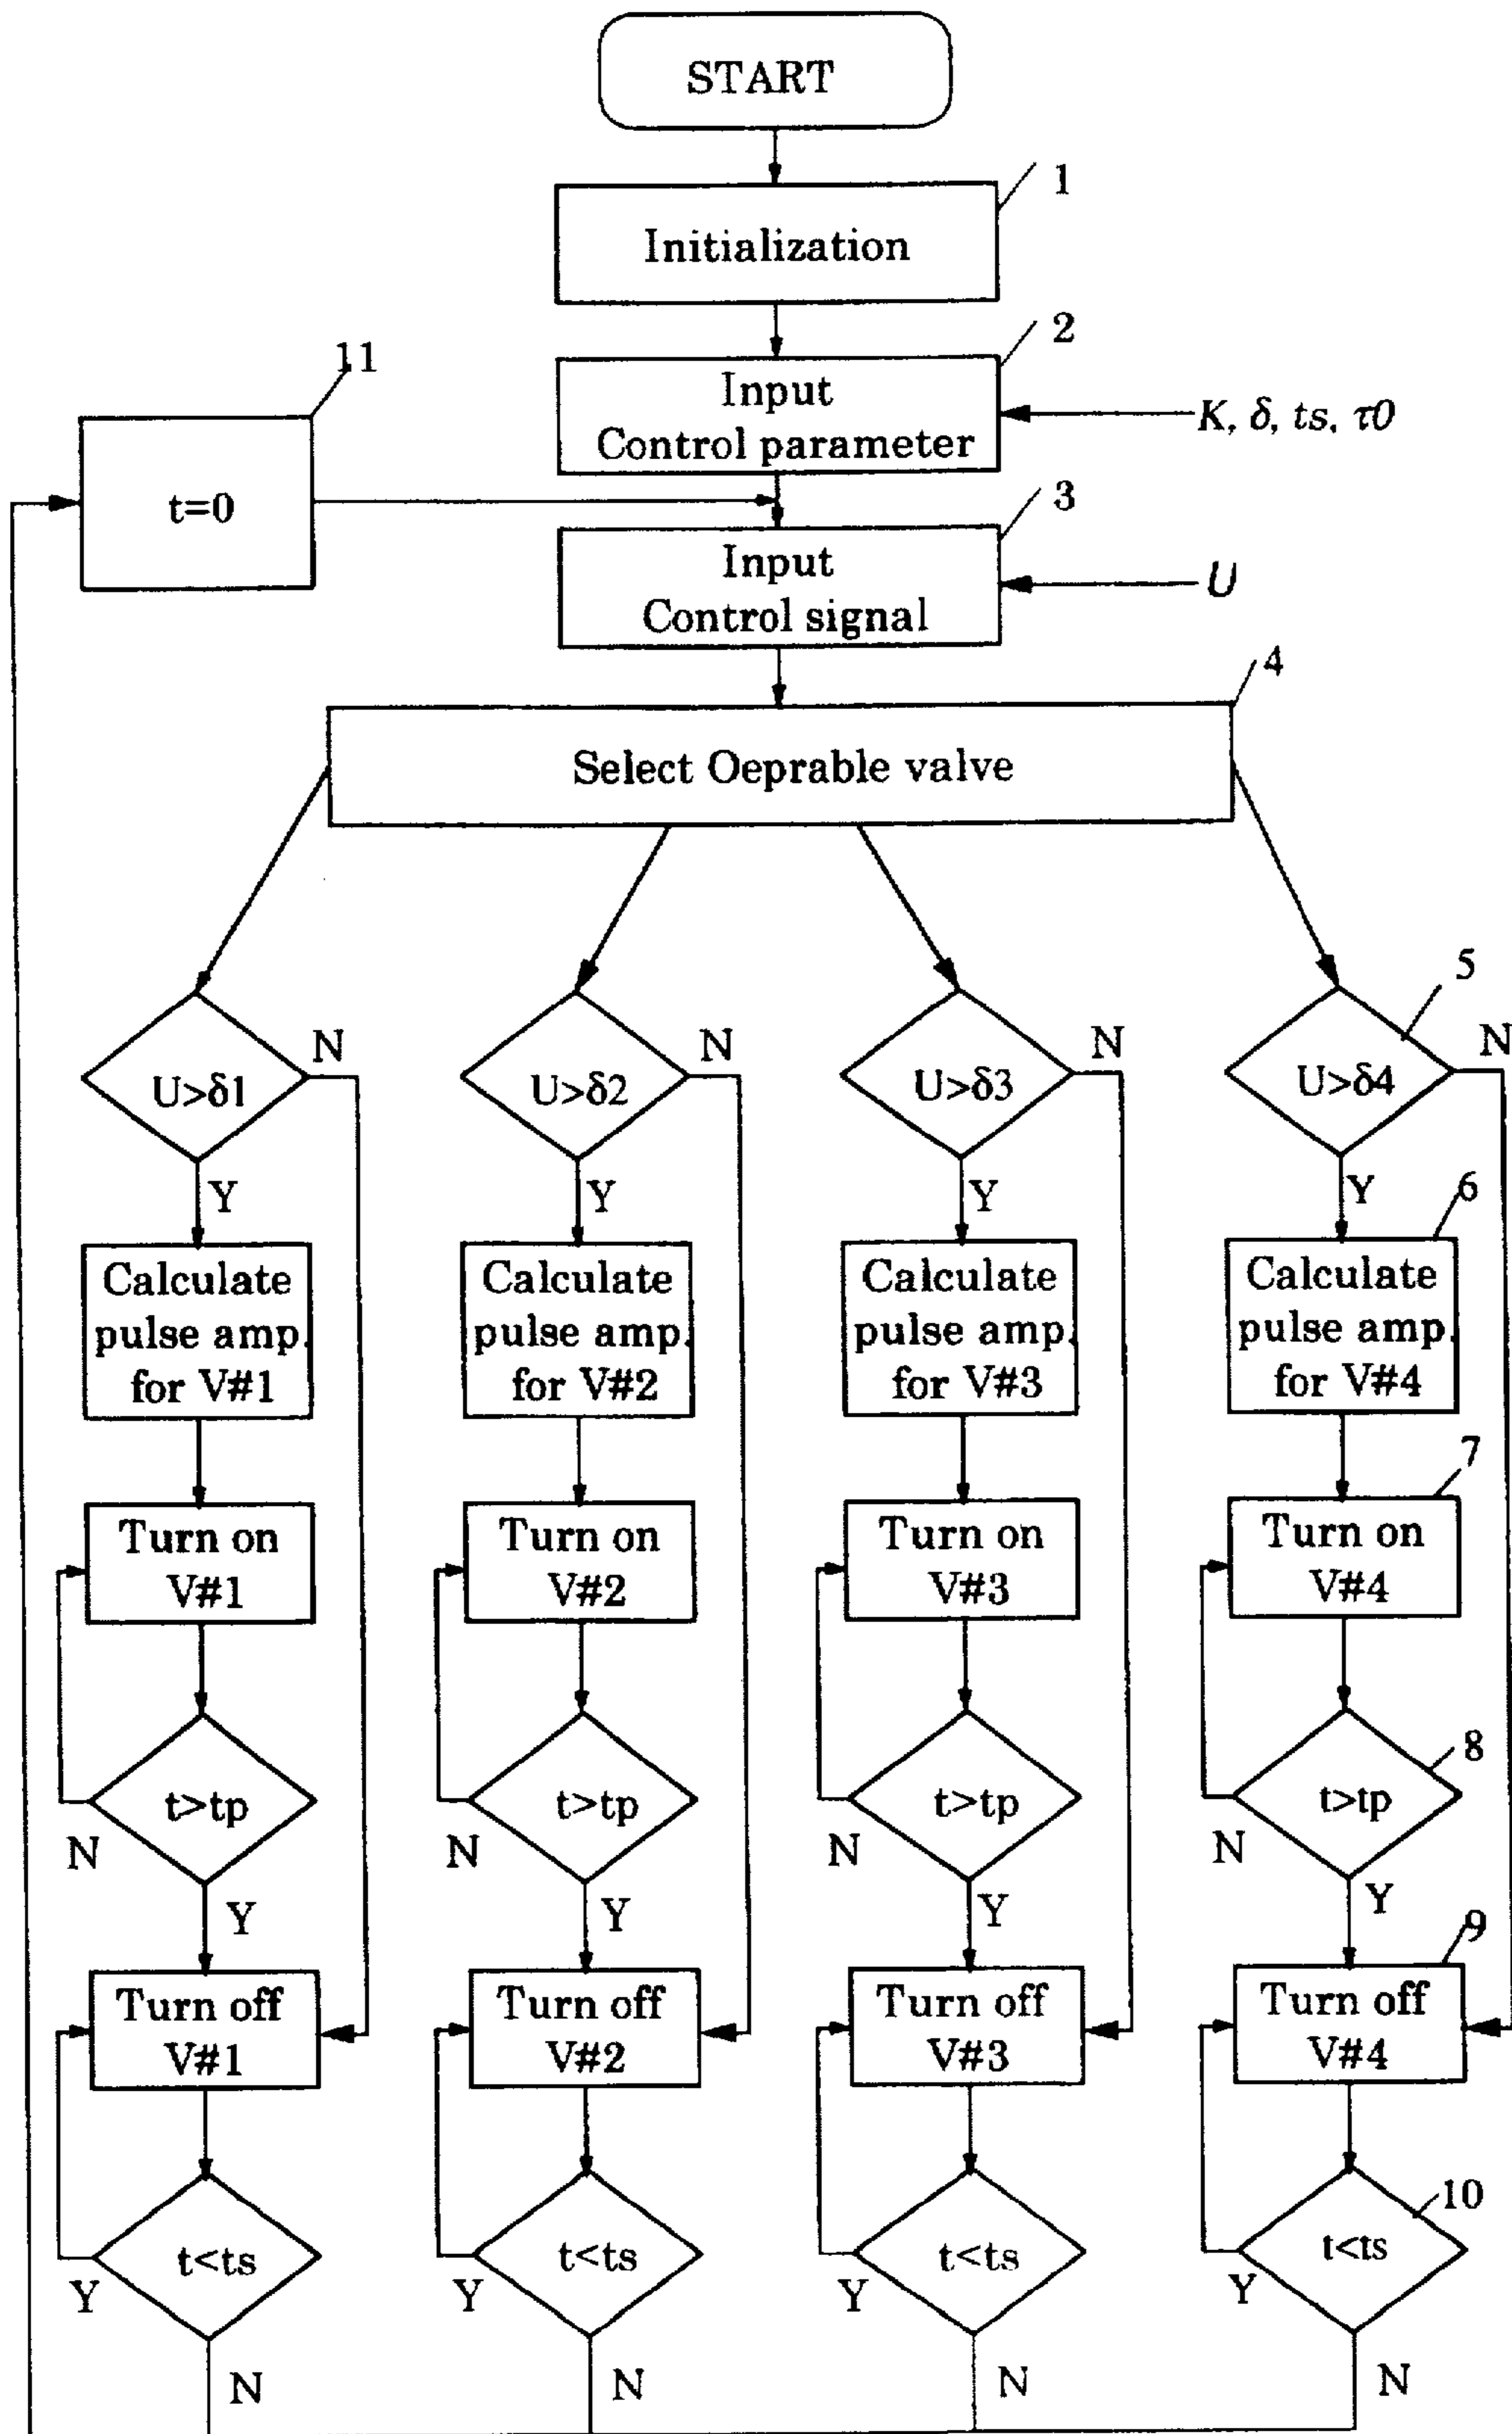 START
1
Initialization
2
Input
Control parameter
K, δ, ts, τ0
11
t=0
3
Input
Control signal
U
4
Select Oeprable valve
5
N
N
N
N
U>δ1
U>δ2
U>δ3
U>δ4
Y
Y
Y
Y
6
Calculate
pulse amp.
for V#1
Calculate
pulse amp.
for V#2
Calculate
pulse amp.
for V#3
Calculate
pulse amp.
for V#4
7
Turn on
V#1
Turn on
V#2
Turn on
V#3
Turn on
V#4
8
t>tp
t>tp
t>tp
t>tp
N
N
N
N
Y
Y
Y
Y
9
Turn off
V#1
Turn off
V#2
Turn off
V#3
Turn off
V#4
10
t<ts
t<ts
t<ts
t<ts
Y
Y
Y
Y
N
N
N
N